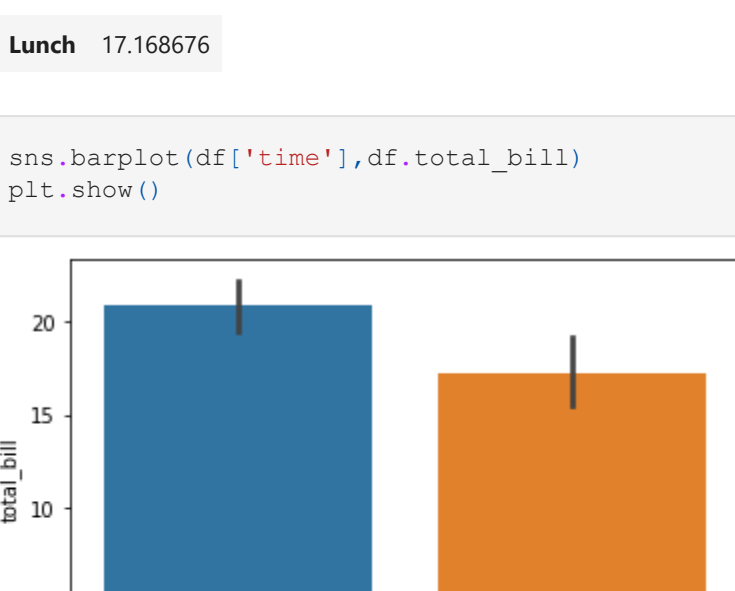 Lunch 17.168676
sns.barplot(df['time'],df.total_bill)
plt.show()
20
15
total_bill
10